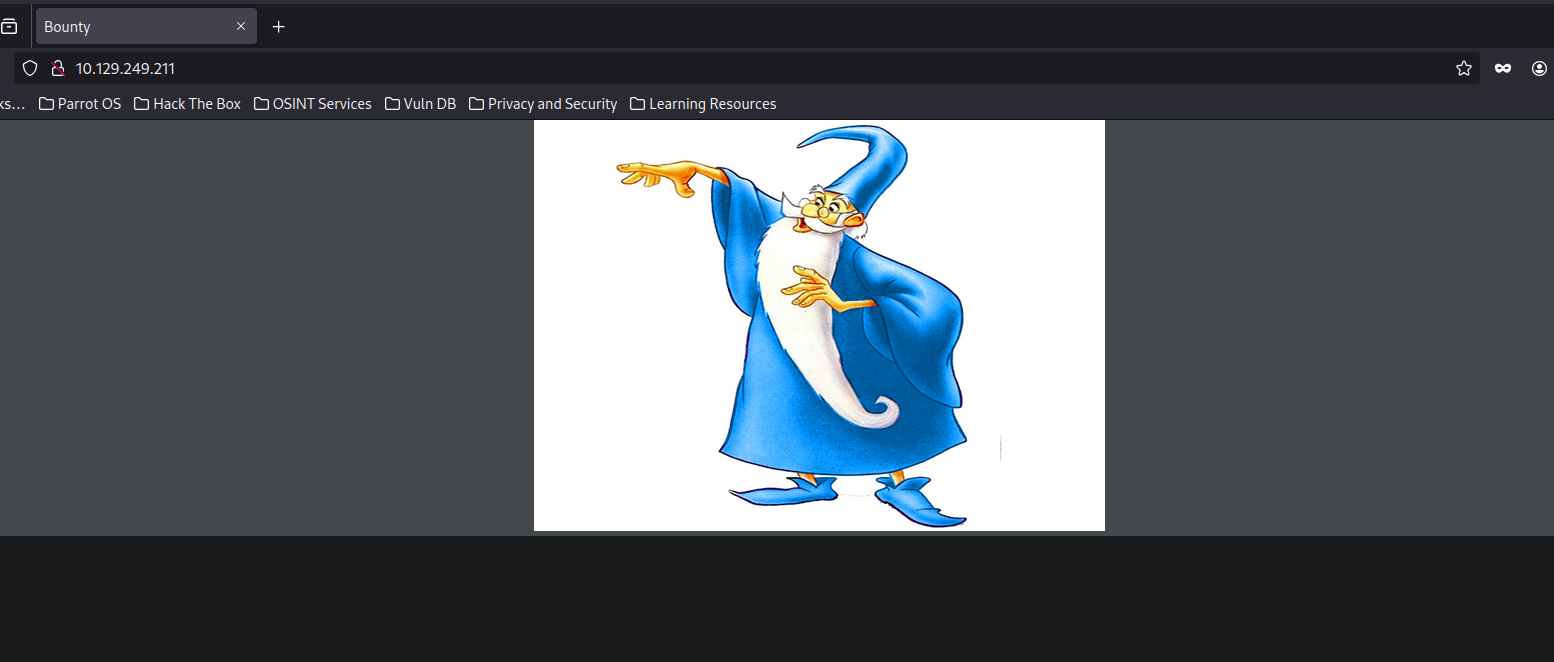 Bounty
10.129.249.211
ks… Parrot OS Hack The Box OSINT Services Vuln DB Privacy and Security Learning Resources